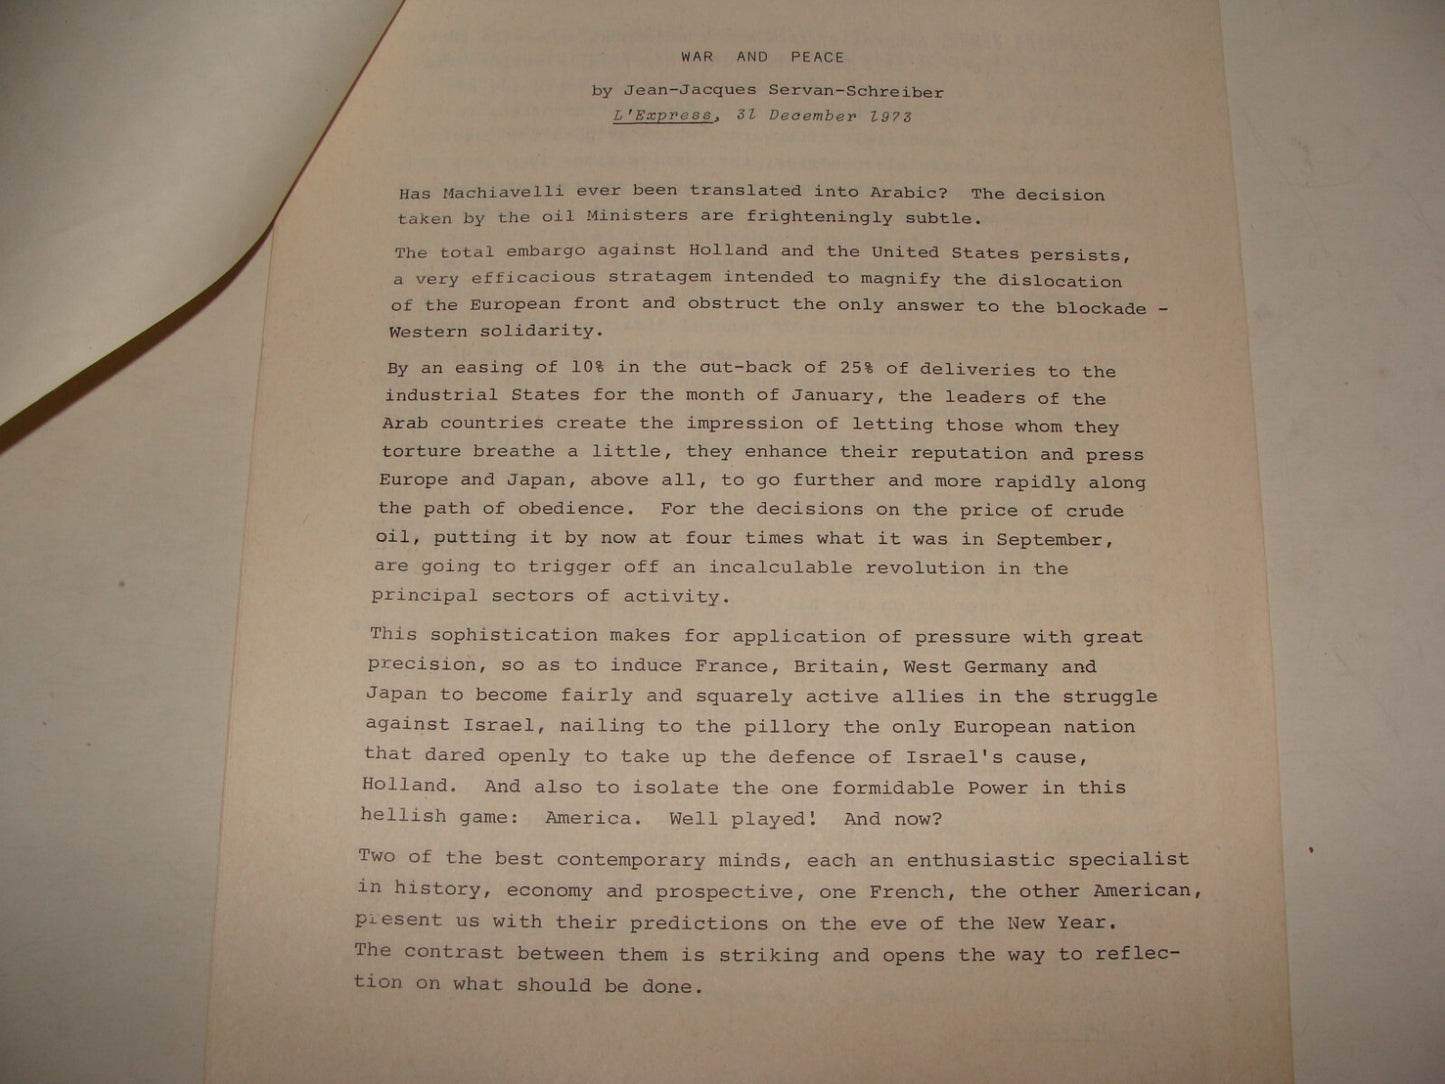 WAR AND PEACE
by Jean-Jacques Servan-Schreiber
L'Express, 31 December 1973
Has Machiavelli ever been translated into Arabic? The decision
taken by the oil Ministers are frighteningly subtle.
The total embargo against Holland and the United States persists,
a very efficacious stratagem intended to magnify the dislocation
of the European front and obstruct the only answer to the blockade -
Western solidarity.
By an easing of 10% in the cut-back of 25% of deliveries to the
industrial States for the month of January, the leaders of the
Arab countries create the impression of letting those whom they
torture breathe a little, they enhance their reputation and press
Europe and Japan, above all, to go further and more rapidly along
the path of obedience. For the decisions on the price of crude
oil, putting it by now at four times what it was in September,
are going to trigger off an incalculable revolution in the
principal sectors of activity.
This sophistication makes for application of pressure with great
precision, so as to induce France, Britain, West Germany and
Japan to become fairly and squarely active allies in the struggle
against Israel, nailing to the pillory the only European nation
that dared openly to take up the defence of Israel's cause,
Holland. And also to isolate the one formidable Power in this
hellish game: America. Well played! And now?
Two of the best contemporary minds, each an enthusiastic specialist
in history, economy and prospective, one French, the other American,
present us with their predictions on the eve of the New Year.
The contrast between them is striking and opens the way to reflec-
tion on what should be done.